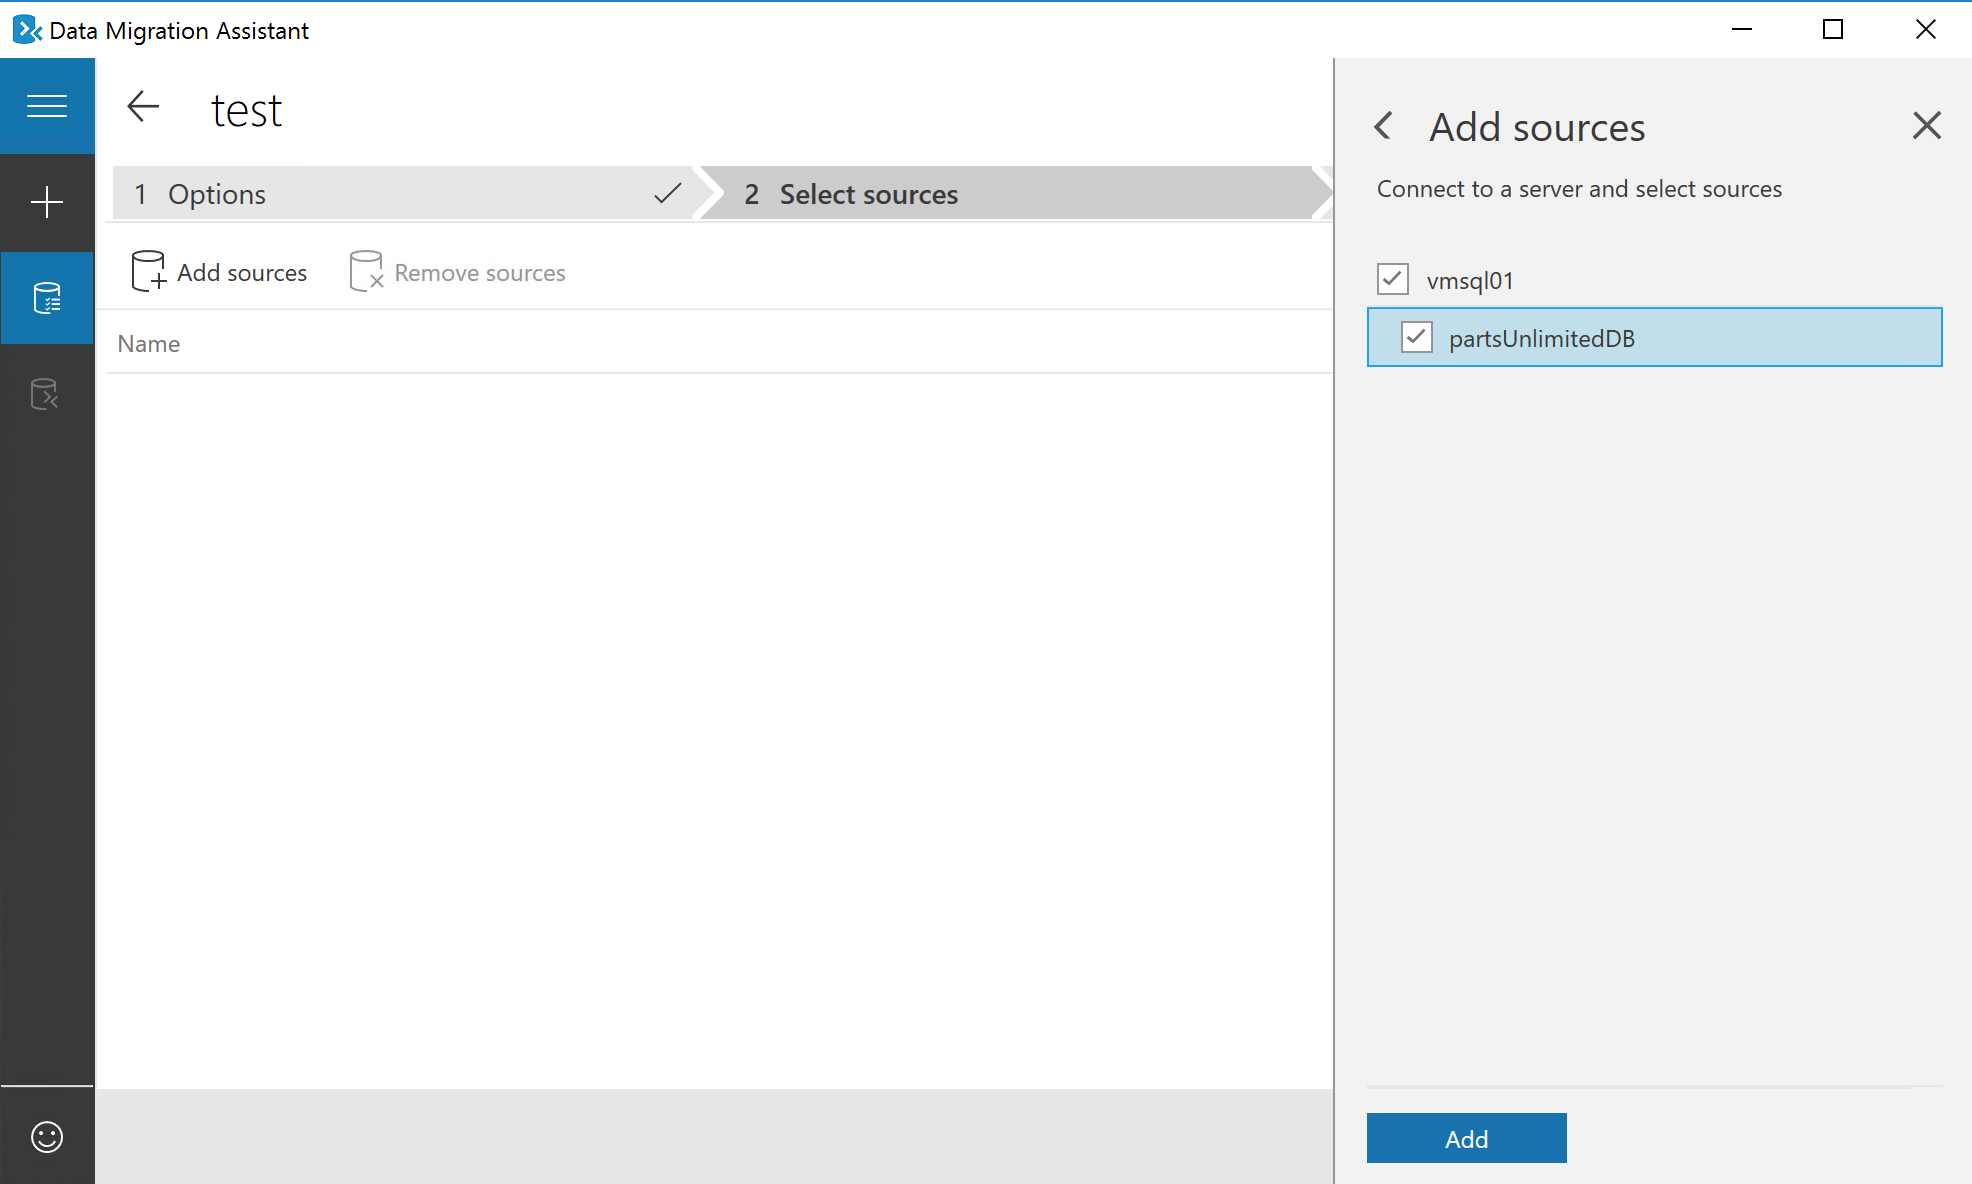 Data Migration Assistant
test
1 Options
2 Select sources
Add sources
Remove sources
Name
Add sources
Connect to a server and select sources
vmsql01
partsUnlimitedDB
Add